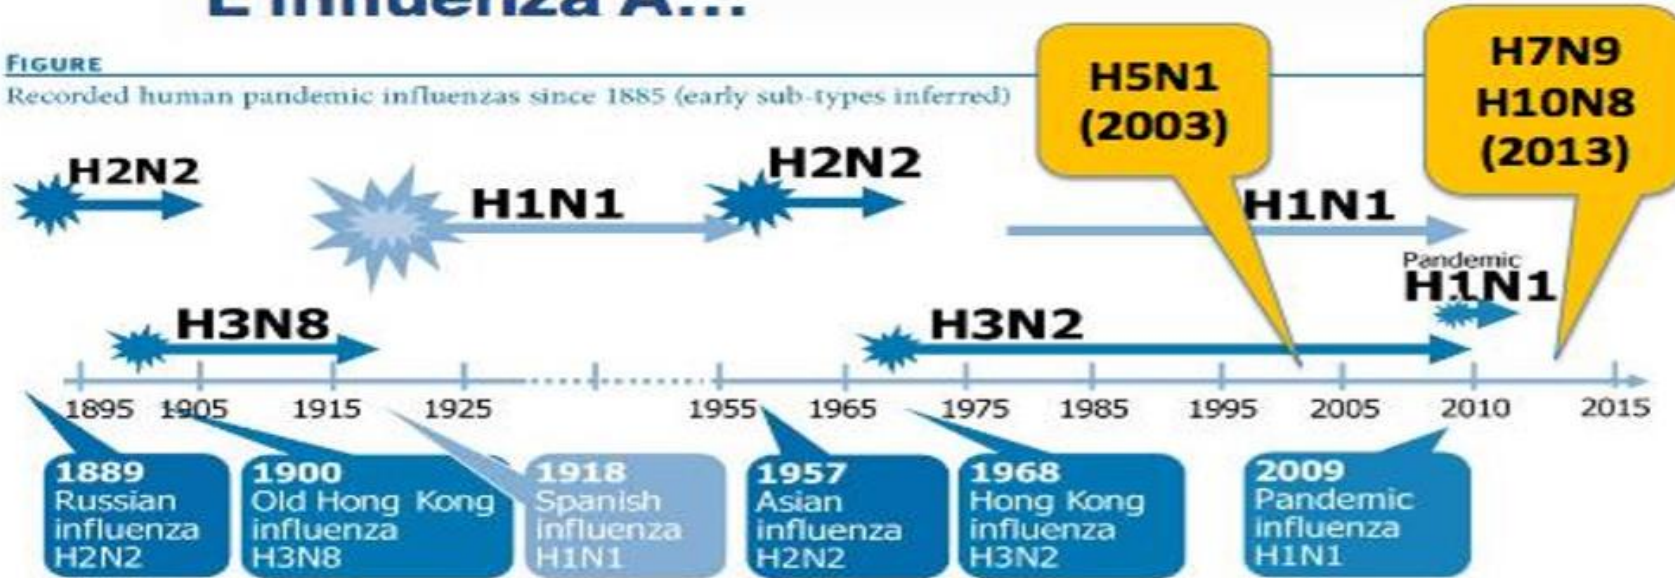 L'influenza A...
FIGURE
Recorded human pandemic influenzas since 1885 (early sub-types inferred)
H5N1
(2003)
H7N9
H10N8
(2013)
H2N2
H1N1
H2N2
H1N1
Pandemic
H1N1
H3N8
H3N2
1895 1905 1915 1925 1955 1965 1975 1985 1995 2005 2010 2015
1889
Russian
influenza
H2N2
1900
Old Hong Kong
influenza
H3N8
1918
Spanish
influenza
H1N1
1957
Asian
influenza
H2N2
1968
Hong Kong
influenza
H3N2
2009
Pandemic
influenza
H1N1